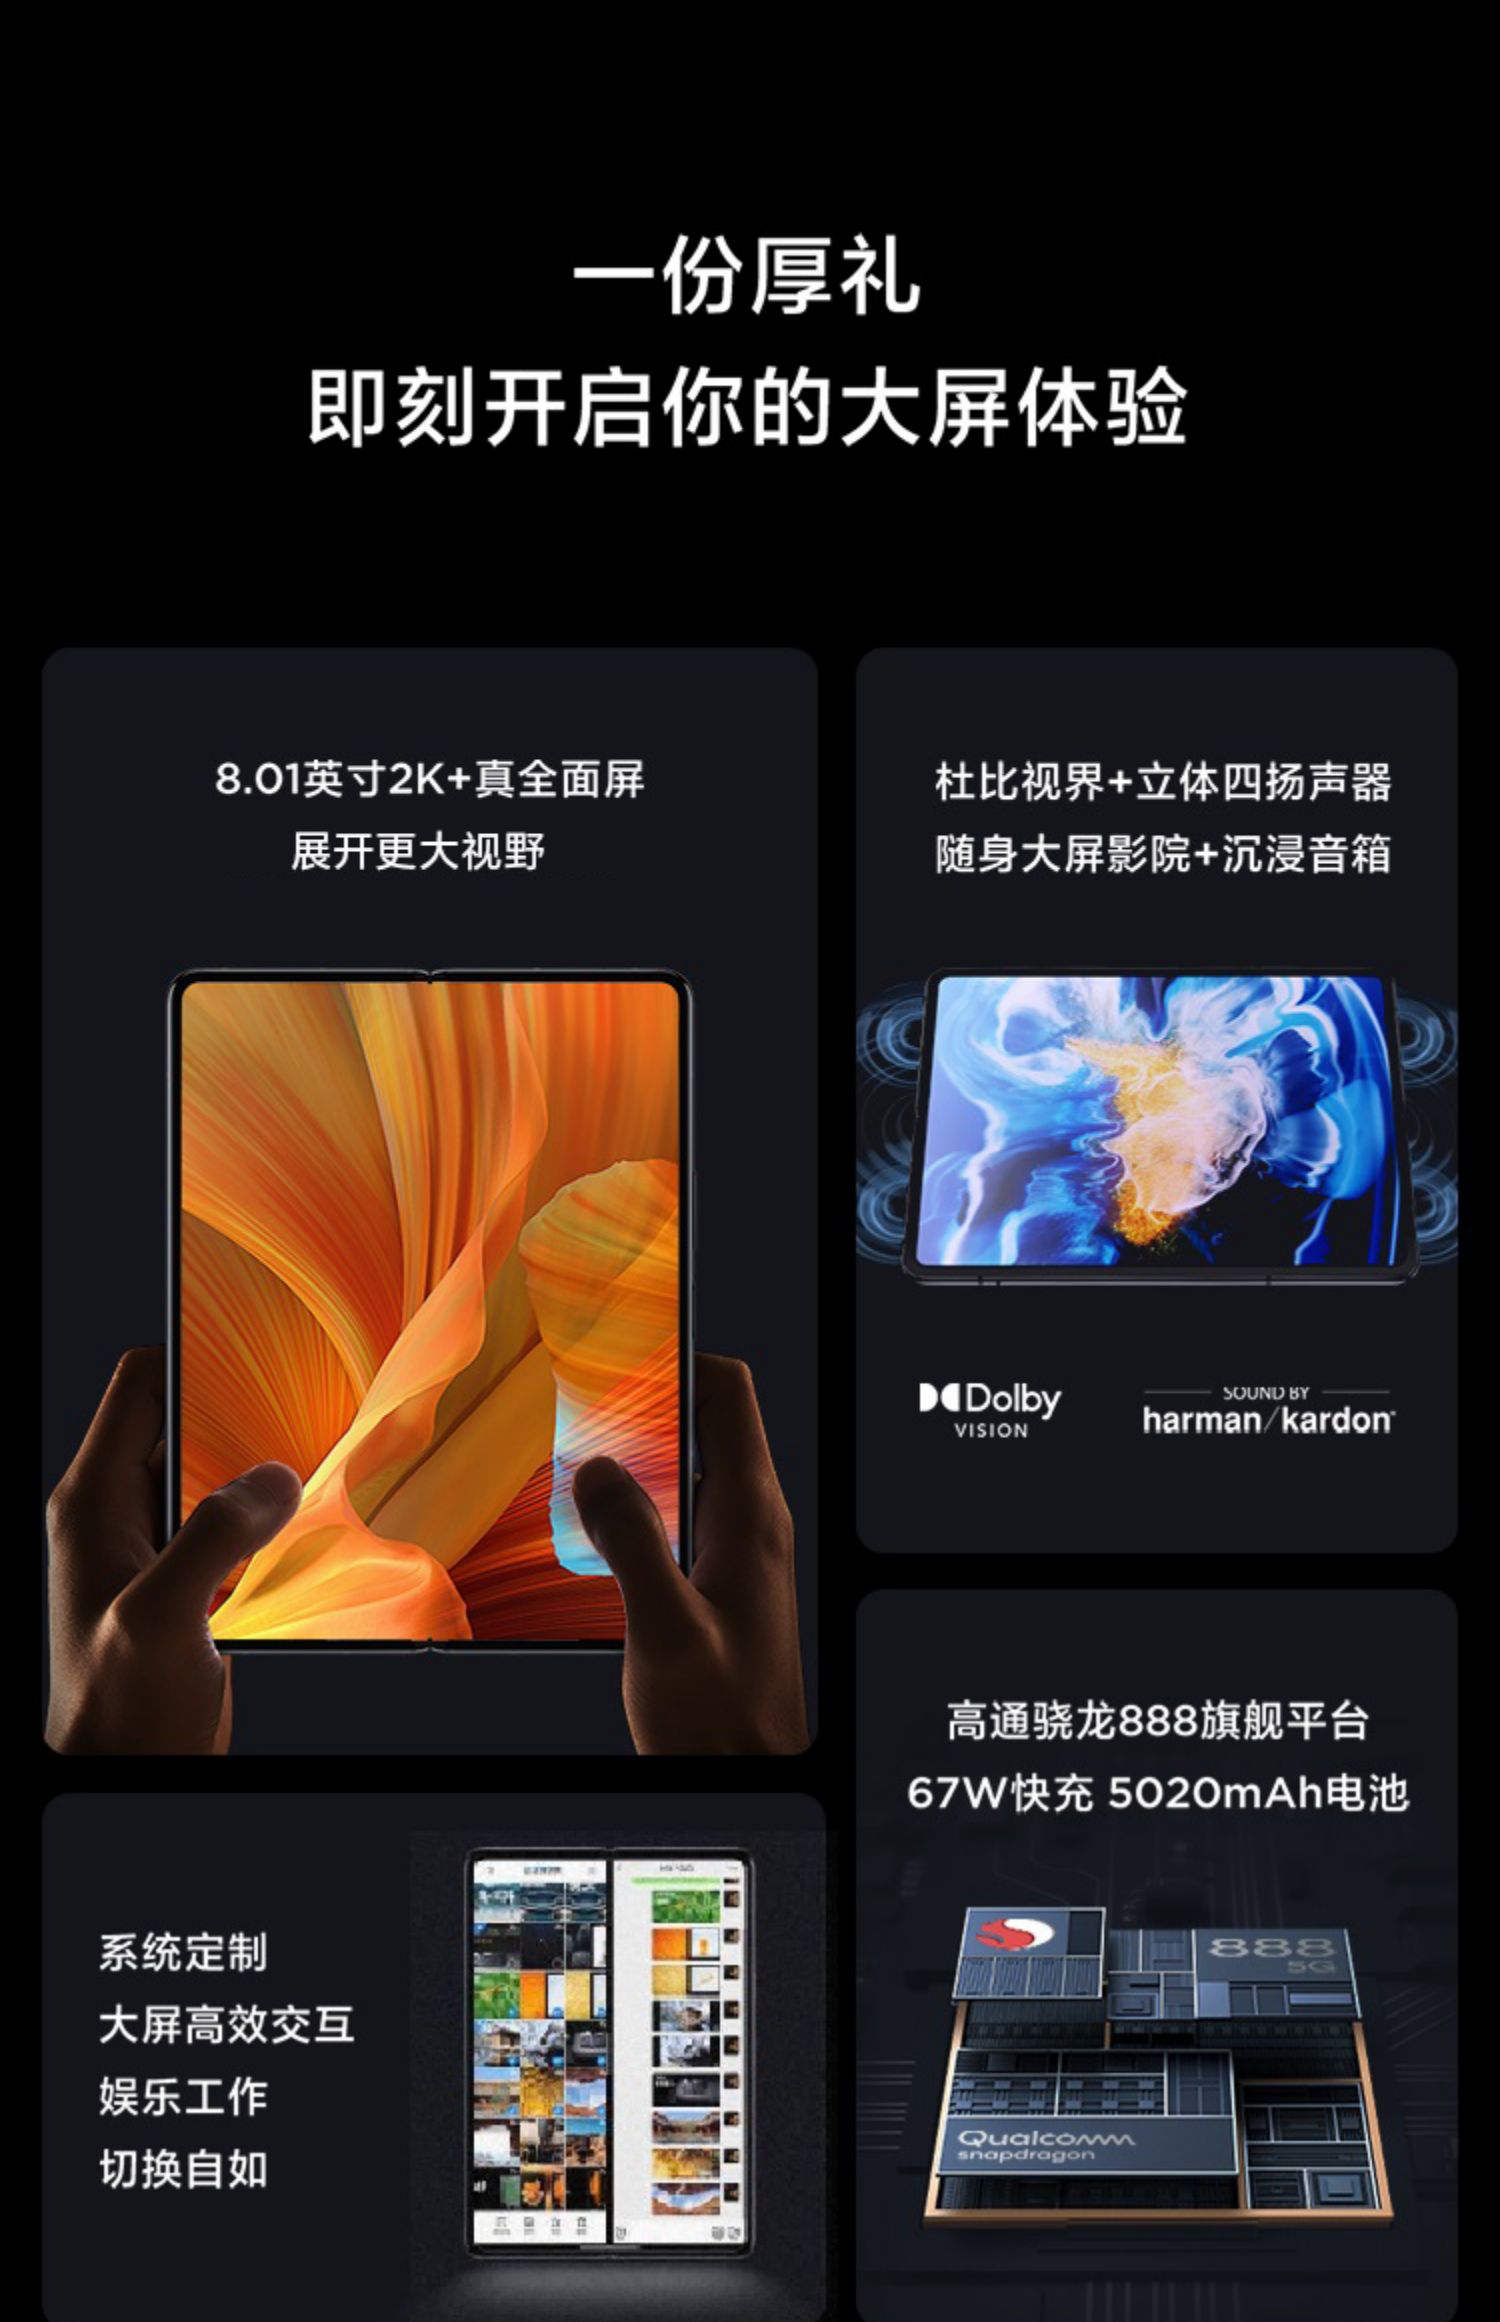 一份厚礼
即刻开启你的大屏体验
8.01英寸2K+真全面屏
展开更大视野
杜比视界+立体四扬声器
随身大屏影院+沉浸音箱
Dolby
VISION
SOUND BY
harman/kardon
高通骁龙888旗舰平台
67W快充 5020mAh电池
888
5G
Qualcomm
snapdragon
系统定制
大屏高效交互
娱乐工作
切换自如